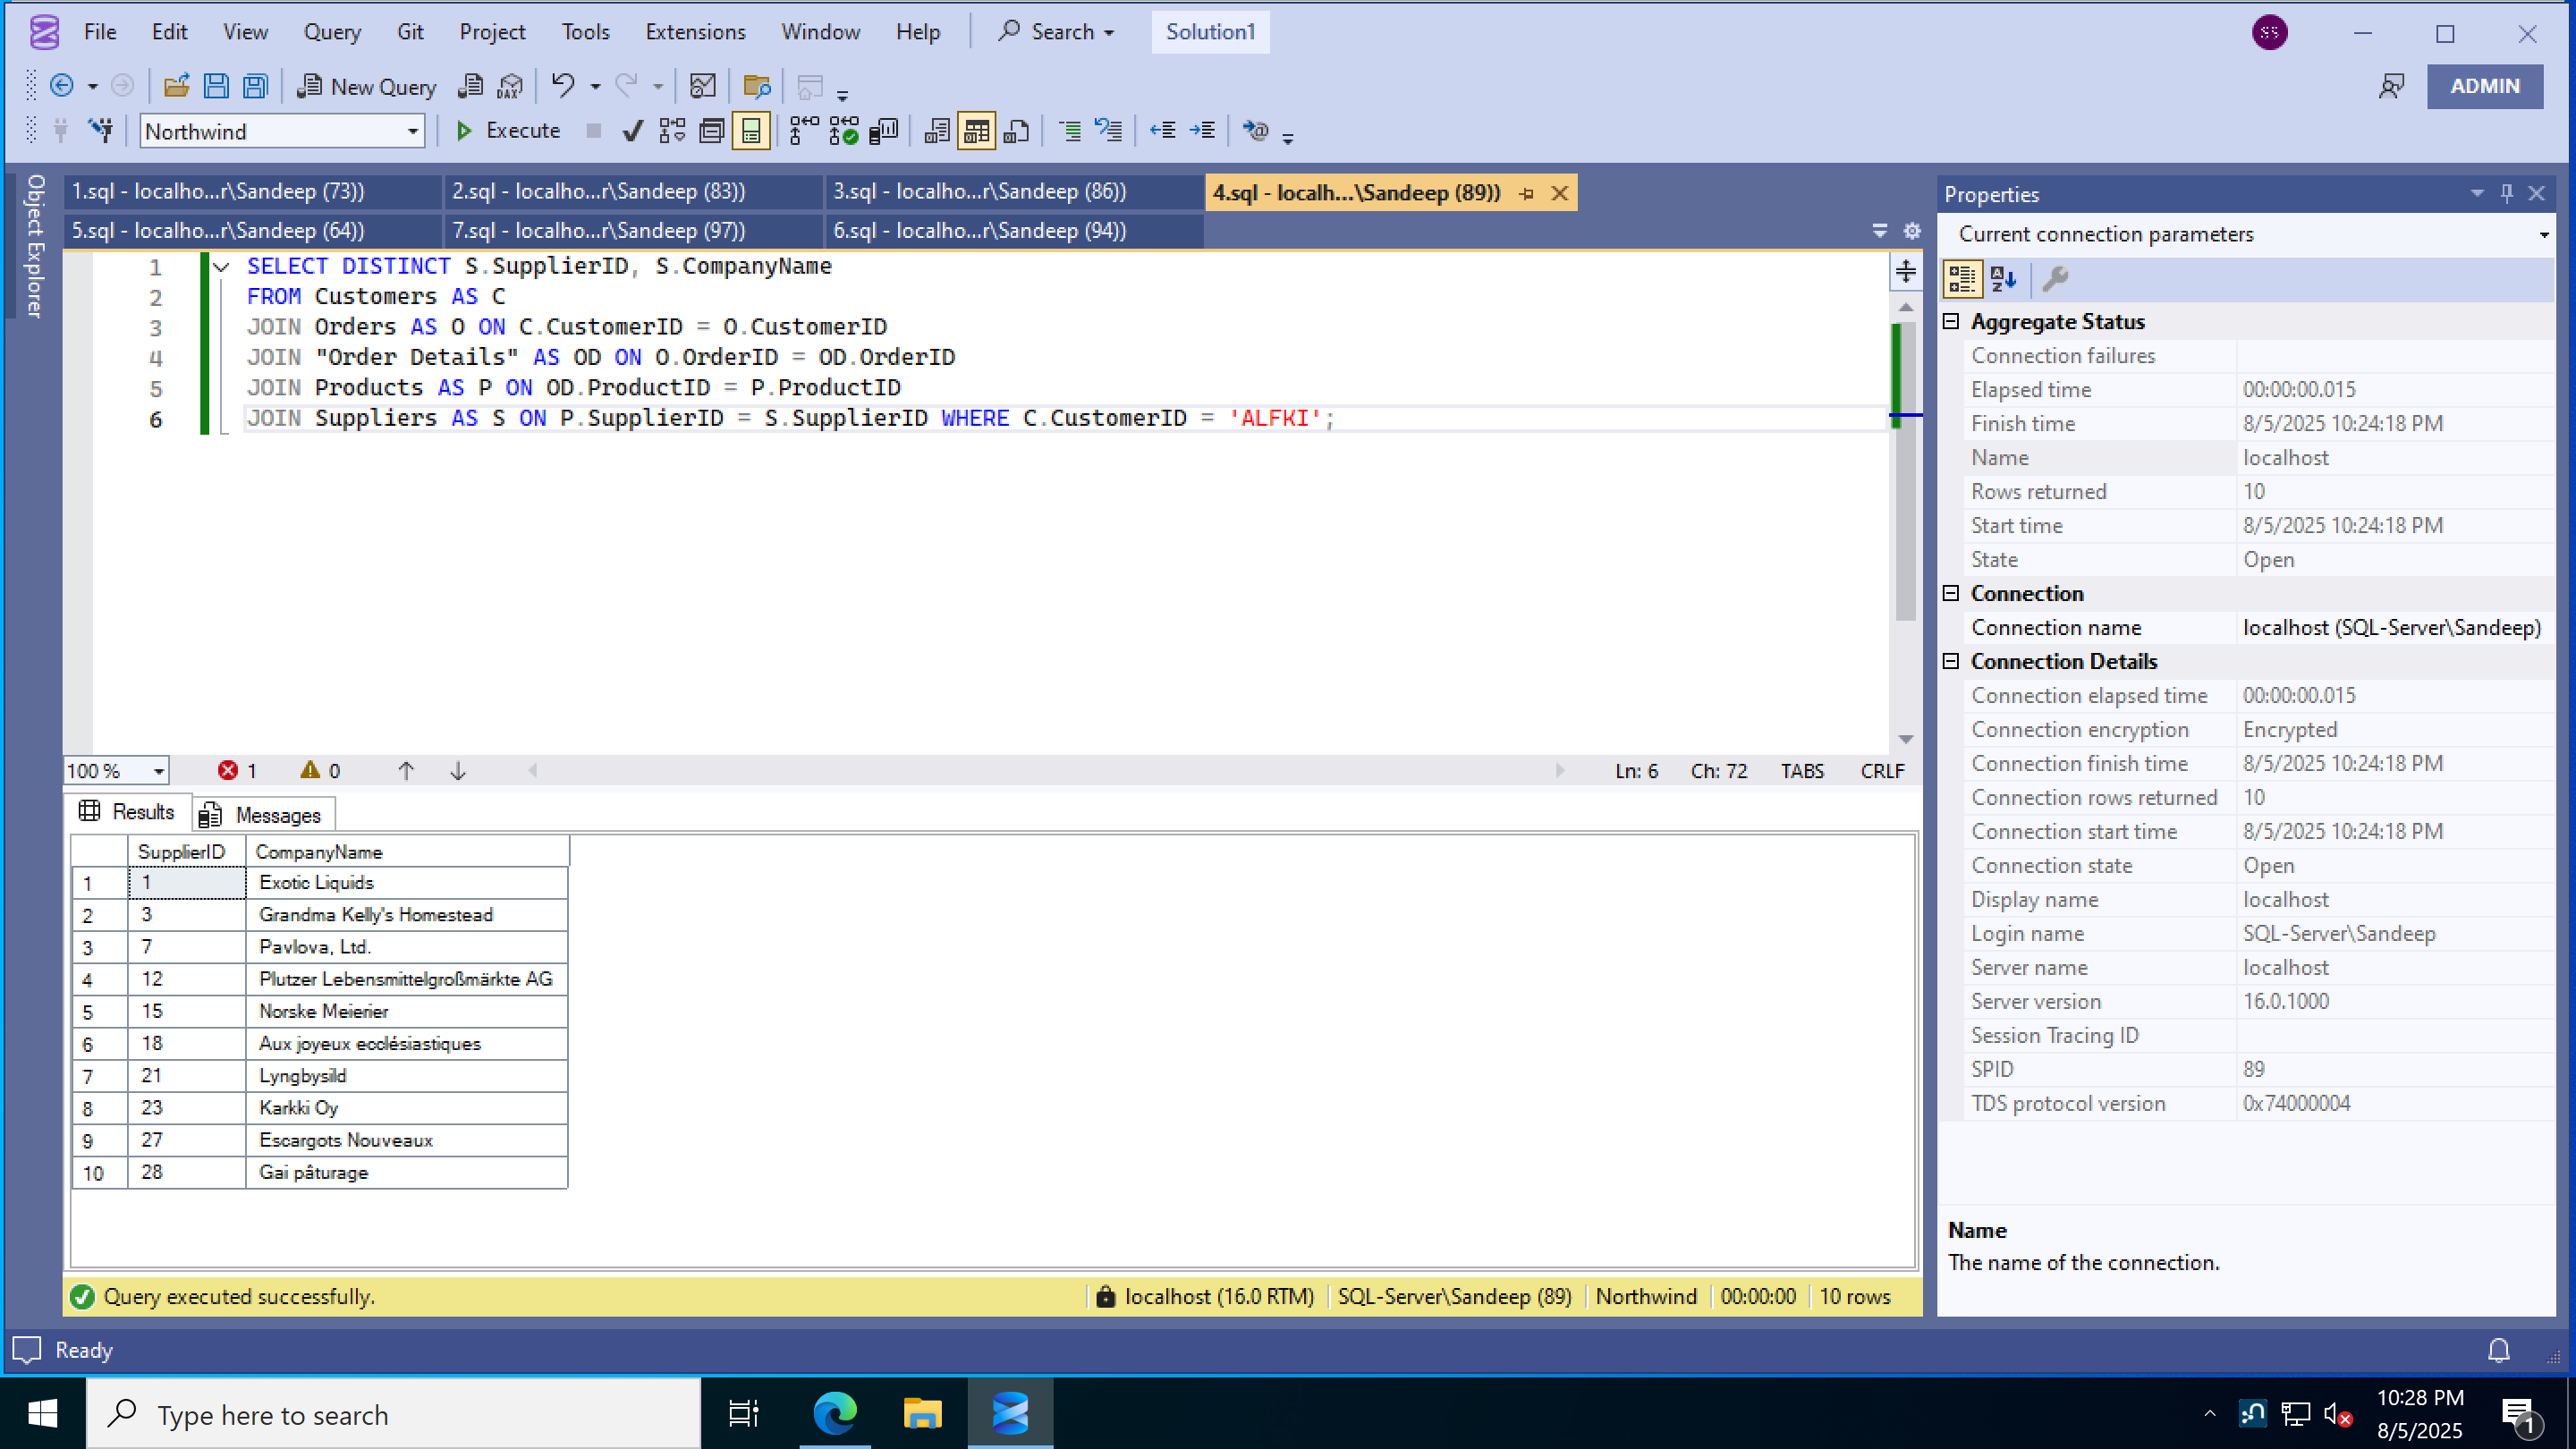 File Edit View Query Git Project Tools Extensions Window Help Search Solution1 SS
New Query DAX ADMIN
Northwind Execute
Object Explorer
1.sql - localho...r\Sandeep (73)) 2.sql - localho...r\Sandeep (83)) 3.sql - localho...r\Sandeep (86)) 4.sql - localh...\Sandeep (89))
5.sql - localho...r\Sandeep (64)) 7.sql - localho...r\Sandeep (97)) 6.sql - localho...r\Sandeep (94))
1 SELECT DISTINCT S.SupplierID, S.CompanyName
2 FROM Customers AS C
3 JOIN Orders AS O ON C.CustomerID = O.CustomerID
4 JOIN "Order Details" AS OD ON O.OrderID = OD.OrderID
5 JOIN Products AS P ON OD.ProductID = P.ProductID
6 JOIN Suppliers AS S ON P.SupplierID = S.SupplierID WHERE C.CustomerID = 'ALFKI';
100 % 1 0 Ln: 6 Ch: 72 TABS CRLF
Results Messages
SupplierID CompanyName
1 1 Exotic Liquids
2 3 Grandma Kelly's Homestead
3 7 Pavlova, Ltd.
4 12 Plutzer Lebensmittelgroßmärkte AG
5 15 Norske Meierier
6 18 Aux joyeux ecclésiastiques
7 21 Lyngbysild
8 23 Karkki Oy
9 27 Escargots Nouveaux
10 28 Gai pâturage
Query executed successfully. localhost (16.0 RTM) SQL-Server\Sandeep (89) Northwind 00:00:00 10 rows
Properties
Current connection parameters
Aggregate Status
Connection failures
Elapsed time 00:00:00.015
Finish time 8/5/2025 10:24:18 PM
Name localhost
Rows returned 10
Start time 8/5/2025 10:24:18 PM
State Open
Connection
Connection name localhost (SQL-Server\Sandeep)
Connection Details
Connection elapsed time 00:00:00.015
Connection encryption Encrypted
Connection finish time 8/5/2025 10:24:18 PM
Connection rows returned 10
Connection start time 8/5/2025 10:24:18 PM
Connection state Open
Display name localhost
Login name SQL-Server\Sandeep
Server name localhost
Server version 16.0.1000
Session Tracing ID
SPID 89
TDS protocol version 0x74000004
Name
The name of the connection.
Ready
Type here to search
10:28 PM
8/5/2025
1